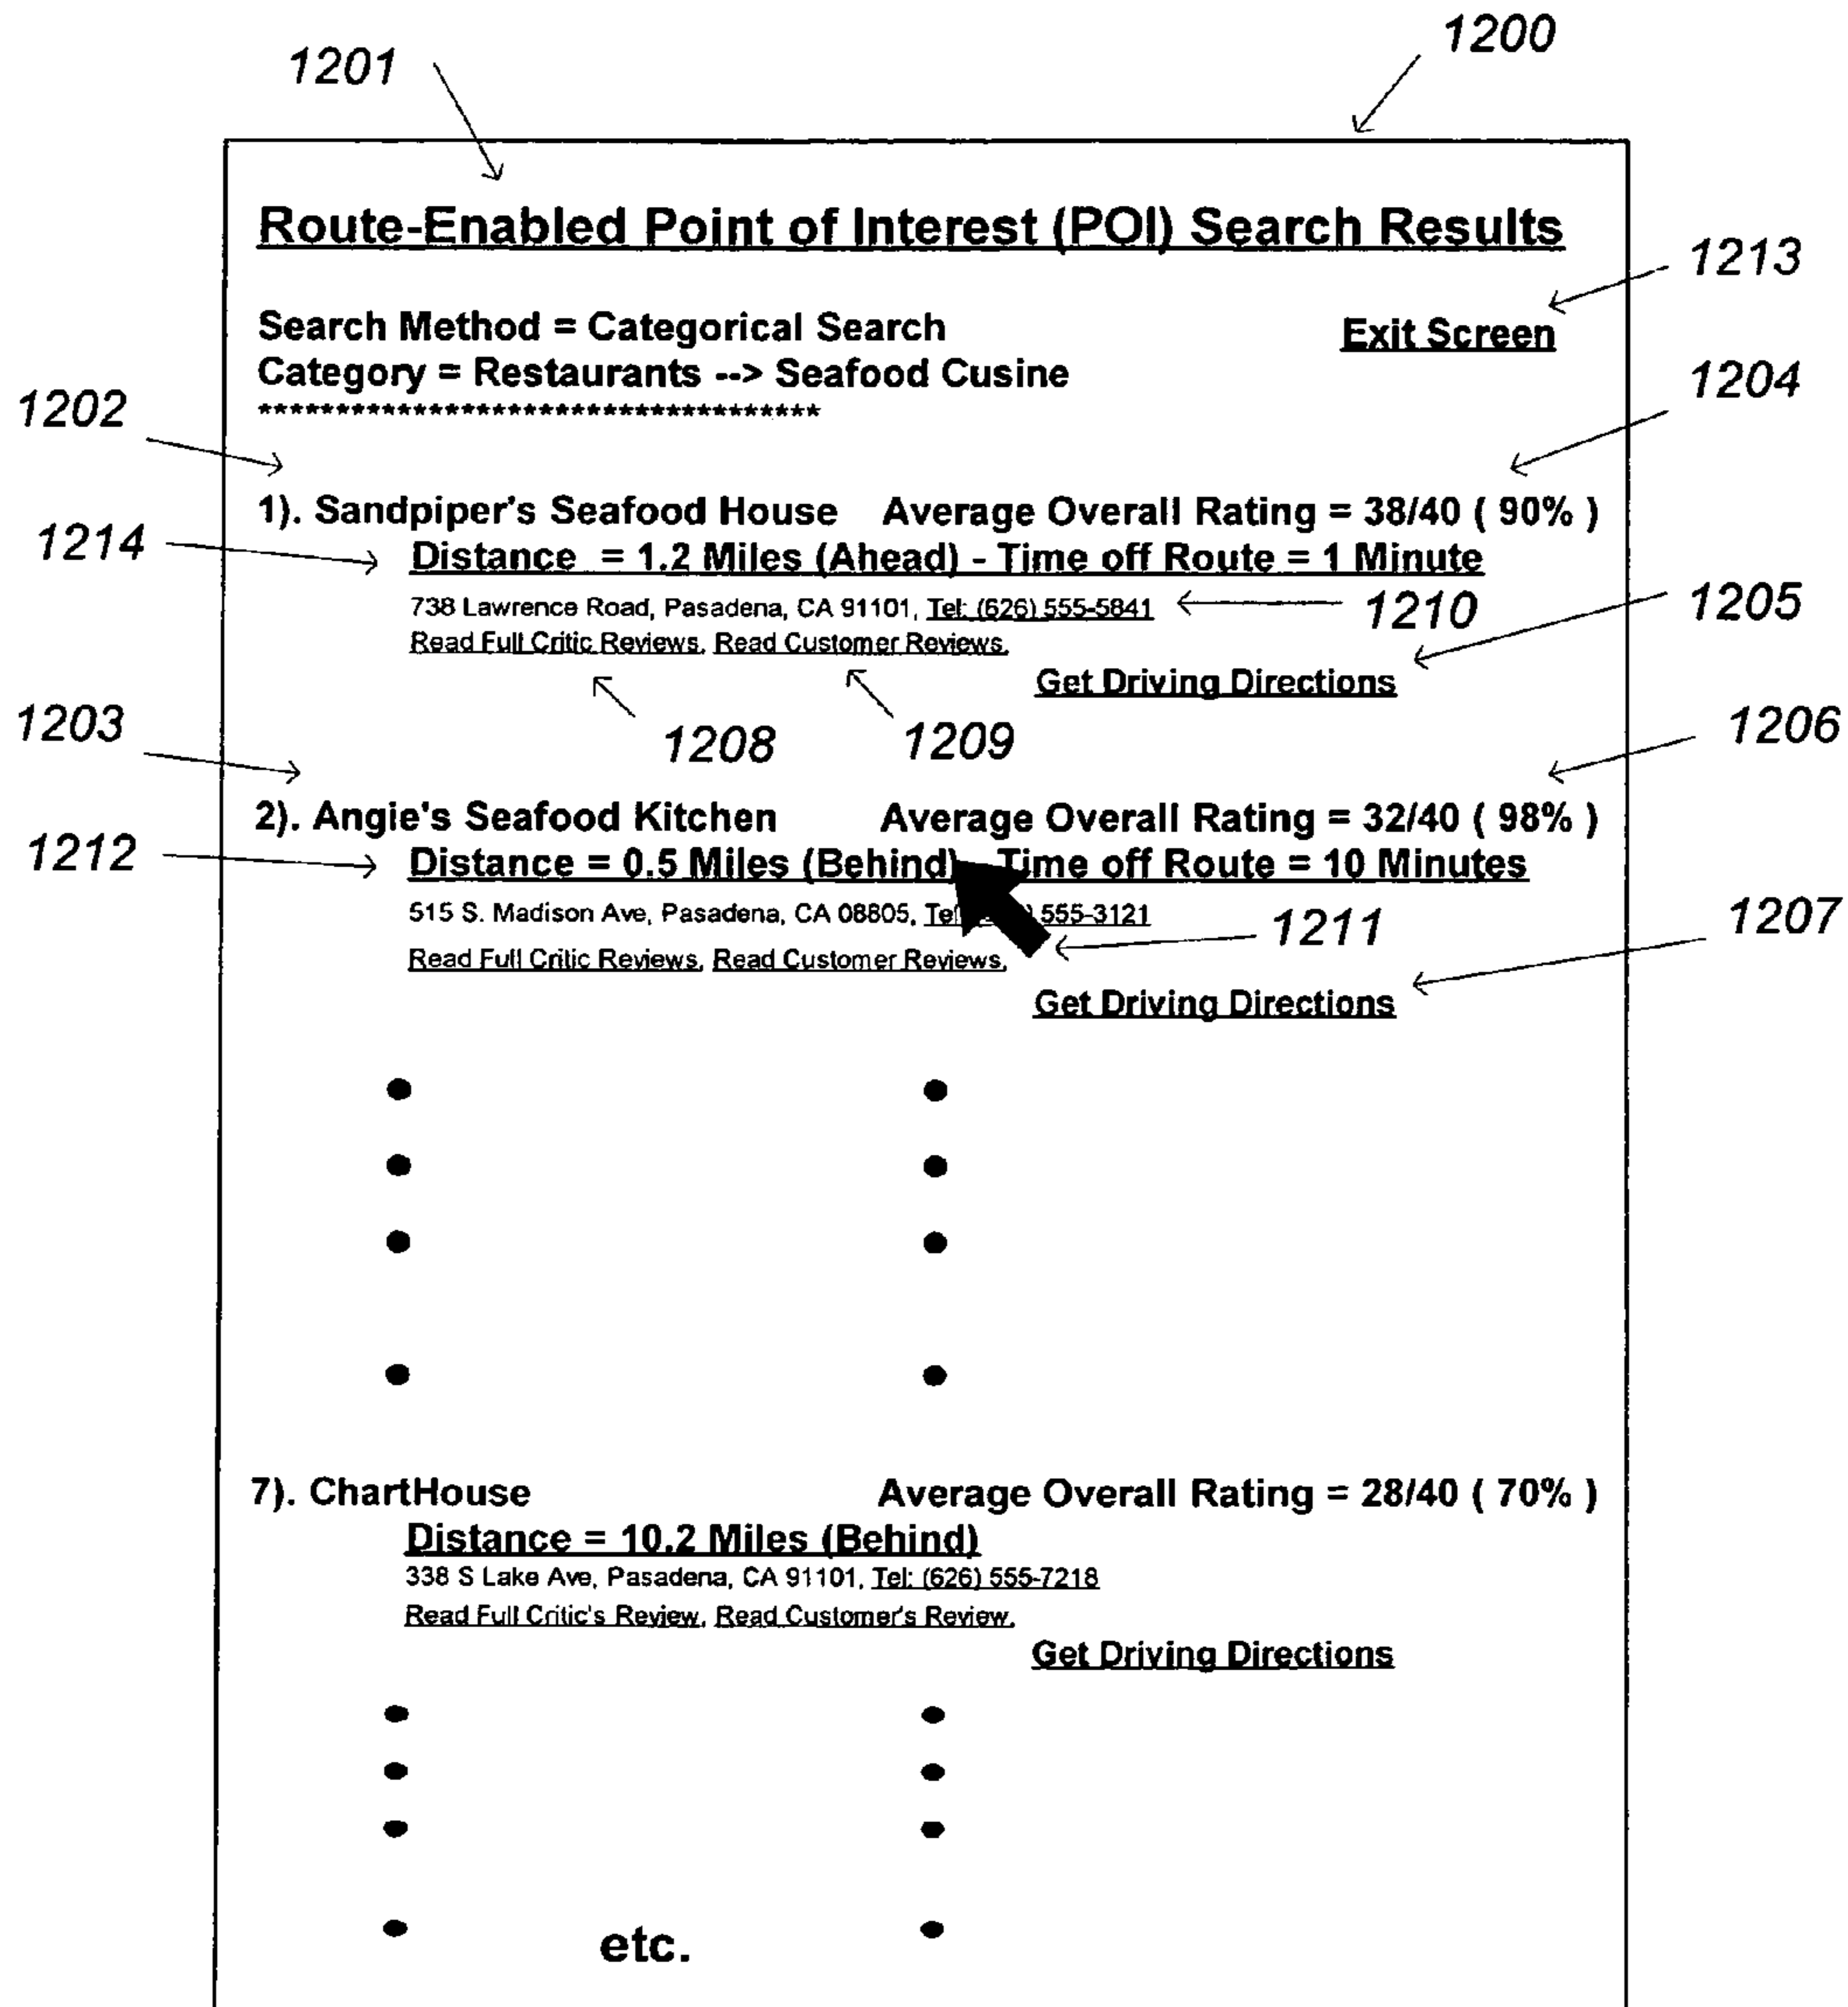 1200
1201
Route-Enabled Point of Interest (POI) Search Results
1213
Search Method = Categorical Search
Exit Screen
Category = Restaurants --> Seafood Cusine
1204
1202
************************************
1). Sandpiper's Seafood House Average Overall Rating = 38/40 ( 90% )
1214
Distance = 1.2 Miles (Ahead) - Time off Route = 1 Minute
738 Lawrence Road, Pasadena, CA 91101, Tel: (626) 555-5841
1210
1205
Read Full Critic Reviews, Read Customer Reviews,
Get Driving Directions
1203
1208
1209
1206
2). Angie's Seafood Kitchen Average Overall Rating = 32/40 ( 98% )
1212
Distance = 0.5 Miles (Behind) Time off Route = 10 Minutes
515 S. Madison Ave, Pasadena, CA 08805, 555-3121
1211
1207
Read Full Critic Reviews, Read Customer Reviews,
Get Driving Directions
7). ChartHouse Average Overall Rating = 28/40 ( 70% )
Distance = 10.2 Miles (Behind)
338 S Lake Ave, Pasadena, CA 91101, Tel: (626) 555-7218
Read Full Critic's Review, Read Customer's Review,
Get Driving Directions
etc.